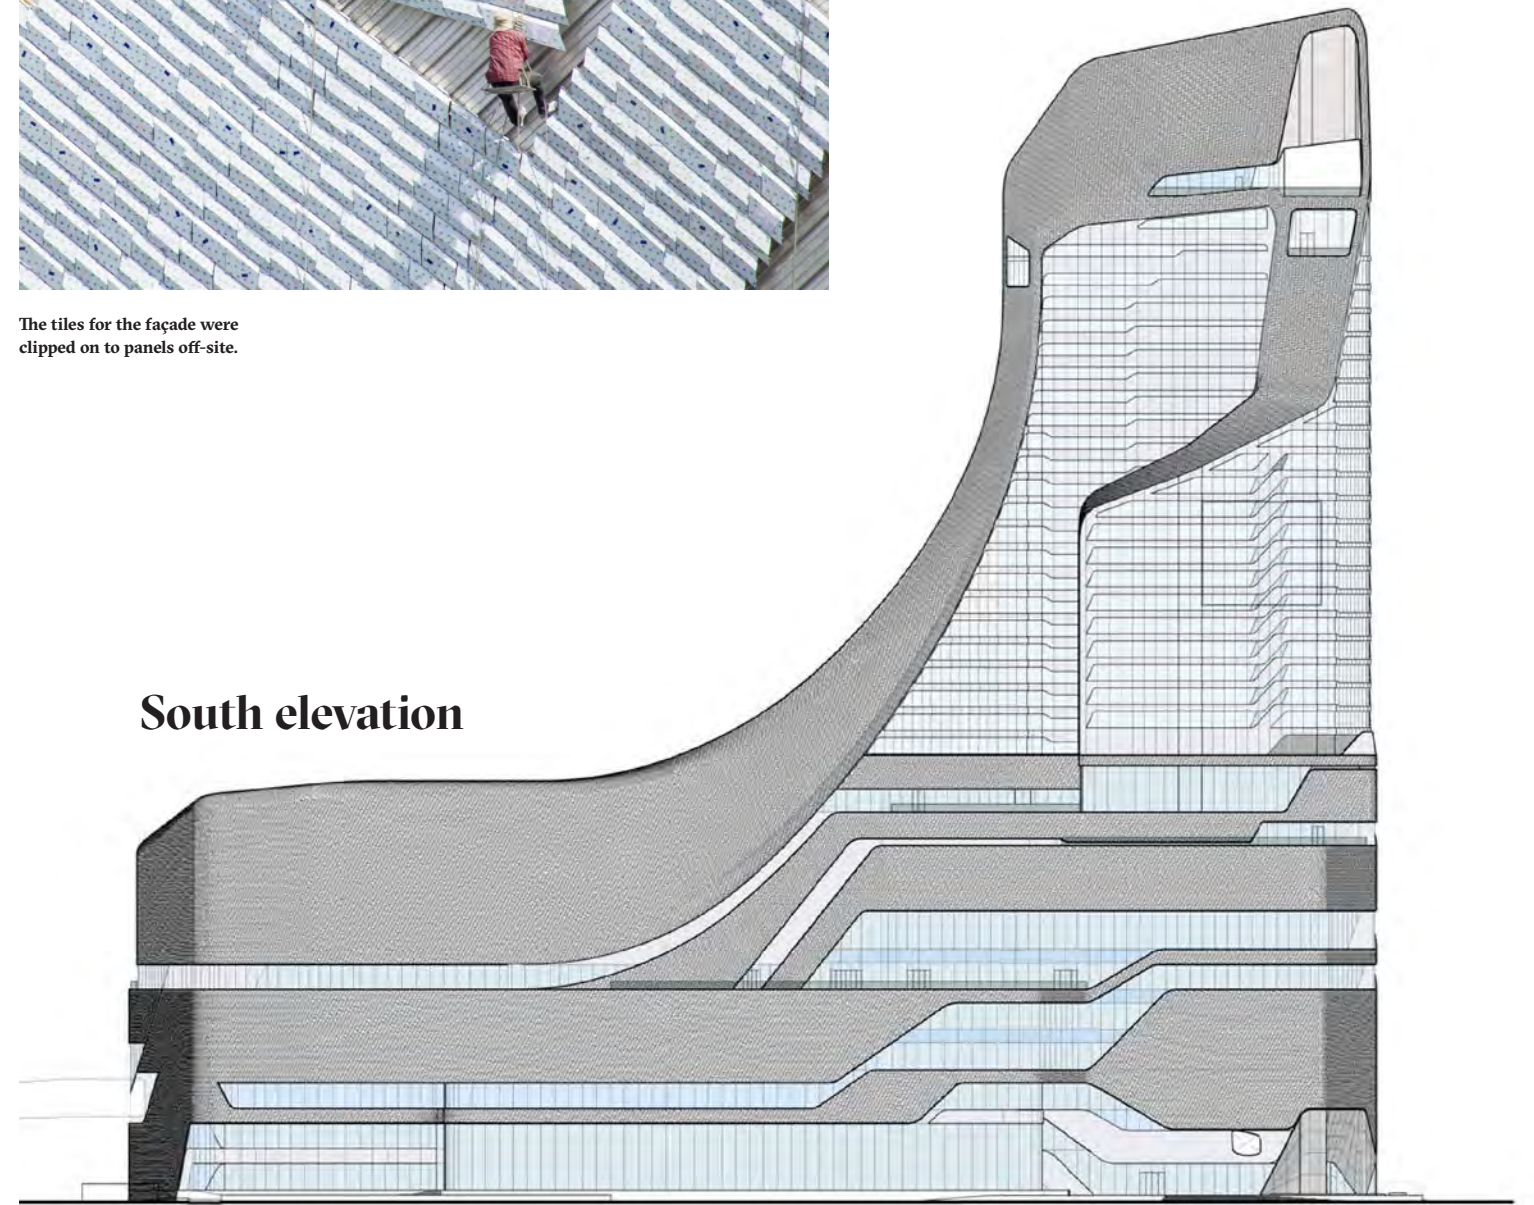 The tiles for the façade were
clipped on to panels off-site.
South elevation